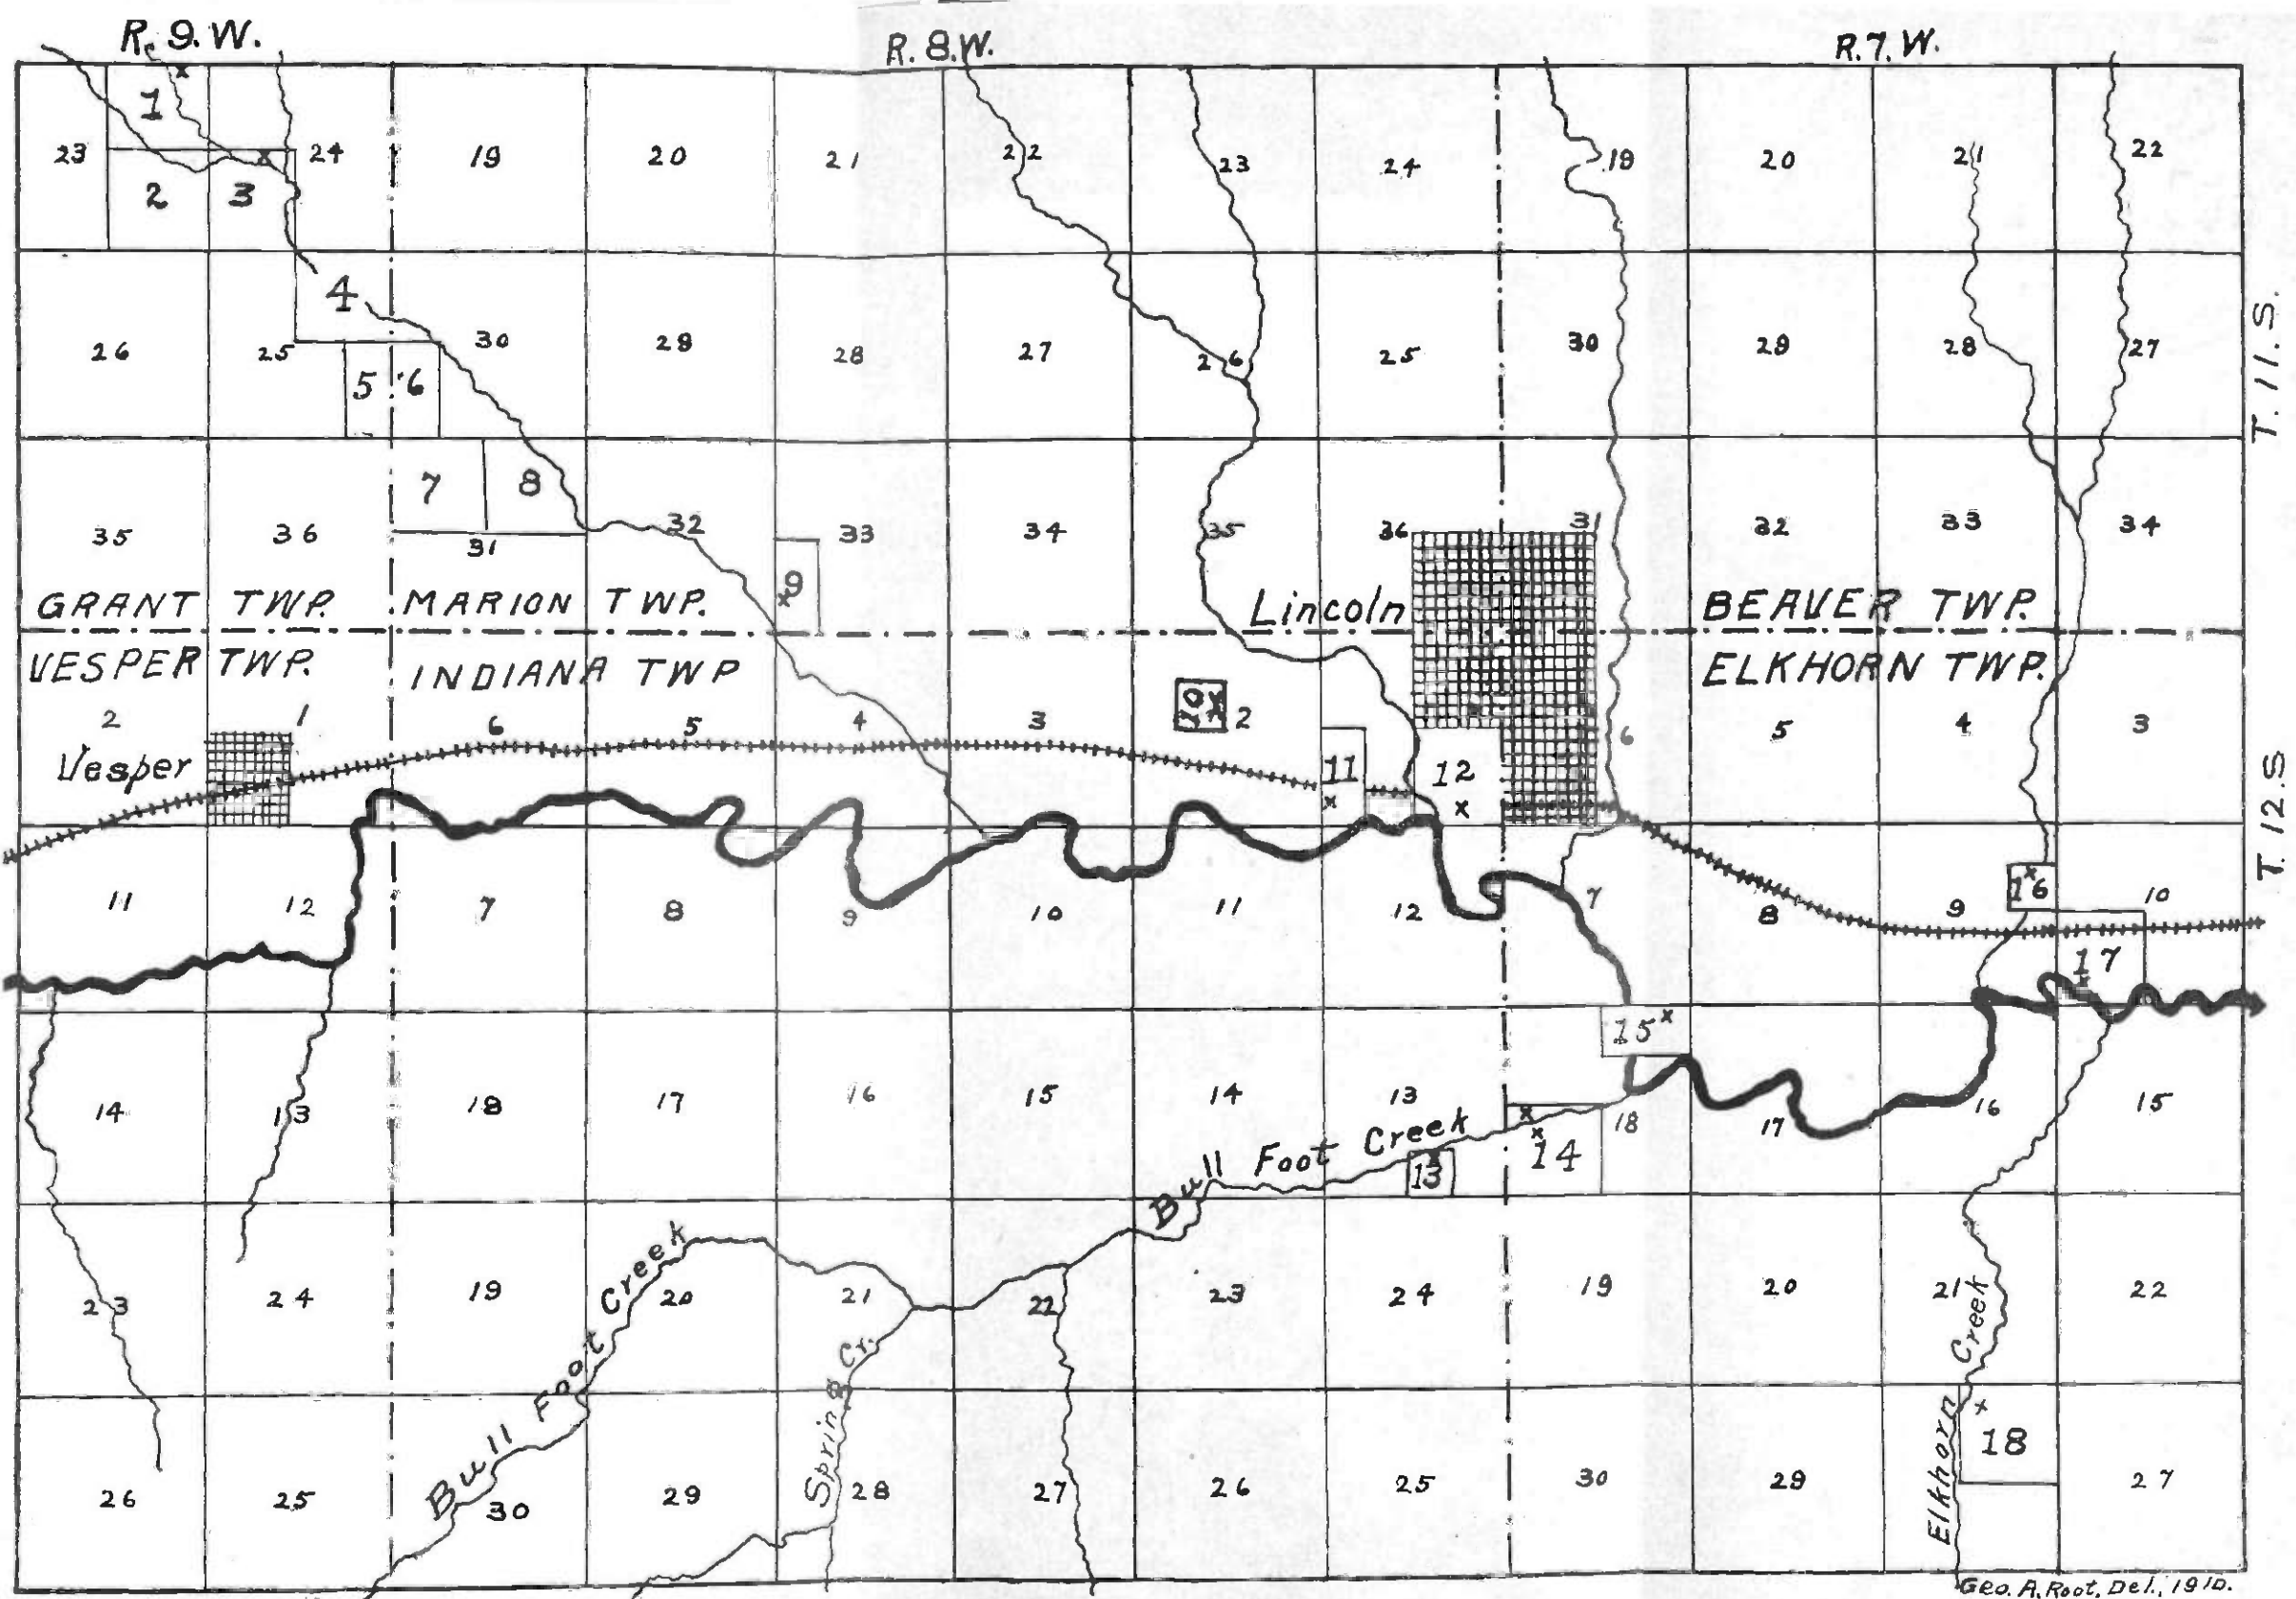 R. 9. W. R. 8. W. R. 7. W.
1
23 24 19 20 21 22 23 24 19 20 21 22
2 3
4
T. 11. S.
26 25 30 29 28 27 26 25 30 29 28 27
5 6
7 8
35 36 31 32 33 34 35 36 31 32 33 34
9
GRANT TWP. MARION TWP. Lincoln BEAVER TWP.
VESPER TWP. INDIANA TWP ELKHORN TWP.
2 1 6 5 4 3 10 2 6 5 4 3
Vesper 11 12
T. 12. S
11 12 7 8 9 10 11 12 7 8 9 16 10
17
15
14 13 18 17 16 15 14 13 18 17 16 15
Bull Foot Creek
13 14
23 24 19 20 21 22 23 24 19 20 21 22
Bull Foot Creek
Spring Cr.
Elkhorn Creek
18
26 25 30 29 28 27 26 25 30 29 27
Geo. A. Root, Del., 1910.